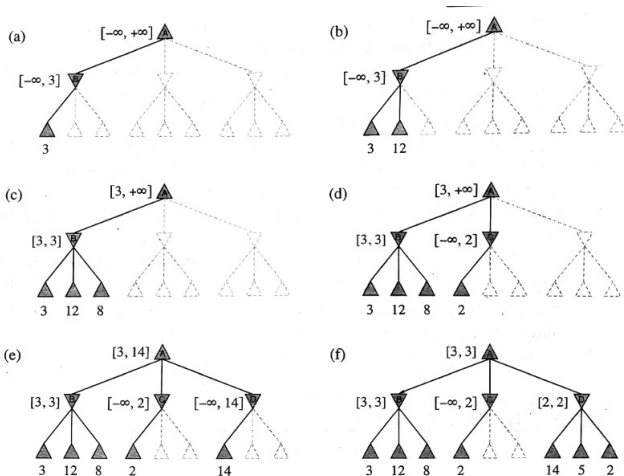 (a) [-∞, +∞] A
[-∞, 3] B
3
(b) [-∞, +∞] A
[-∞, 3] B
3 12
(c) [3, +∞] A
[3, 3] B
3 12 8
(d) [3, +∞] A
[3, 3] B [-∞, 2]
3 12 8 2
(e) [3, 14] A
[3, 3] B [-∞, 2] C [-∞, 14] D
3 12 8 2 14
(f) [3, 3] A
[3, 3] B [-∞, 2] [2, 2] D
3 12 8 2 14 5 2